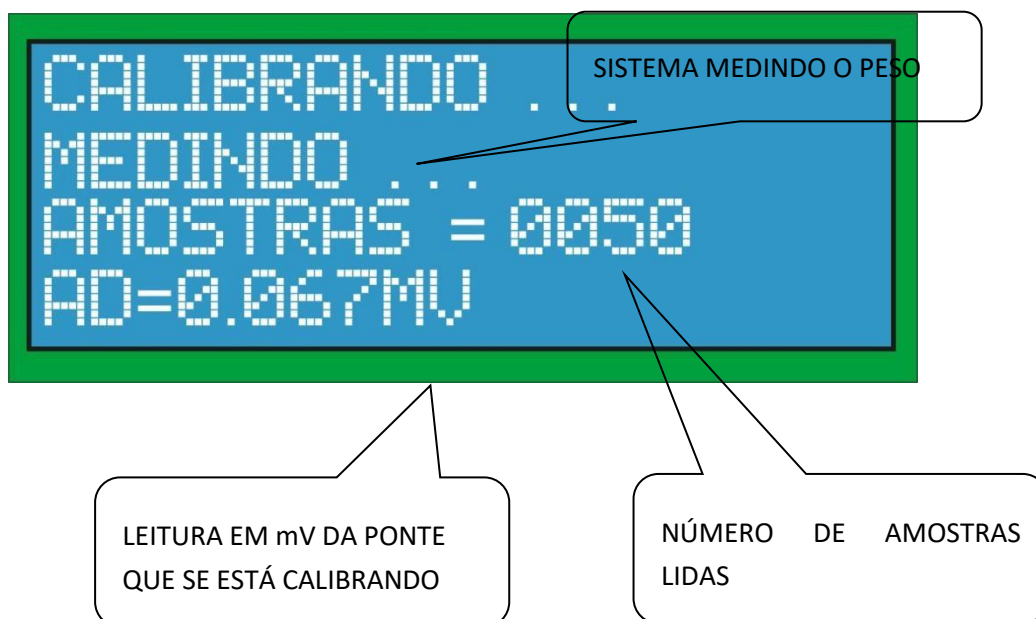 CALIBRANDO ...
SISTEMA MEDINDO O PESO
MEDINDO ...
AMOSTRAS = 0050
AD=0.067MV
LEITURA EM mV DA PONTE
QUE SE ESTÁ CALIBRANDO
NÚMERO DE AMOSTRAS
LIDAS